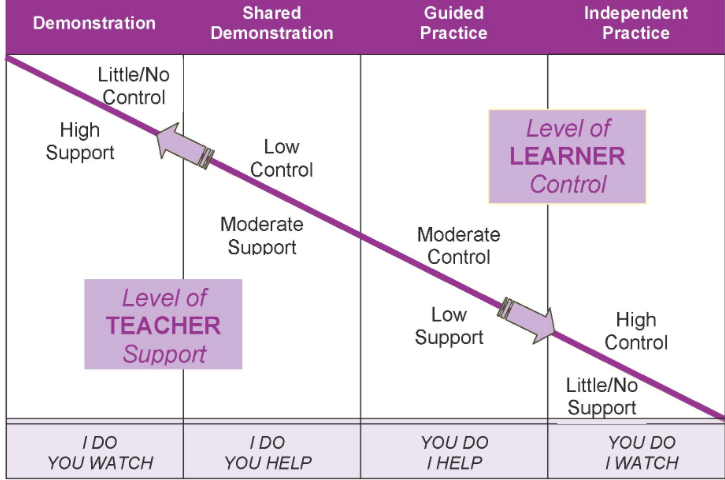 Demonstration
Shared
Demonstration
Guided
Practice
Independent
Practice
Little/No
Control
High
Support
Low
Control
Moderate
Support
Level of
LEARNER
Control
Moderate
Control
Level of
TEACHER
Support
Low
Support
High
Control
Little/No
Support
I DO
YOU WATCH
I DO
YOU HELP
YOU DO
I HELP
YOU DO
I WATCH